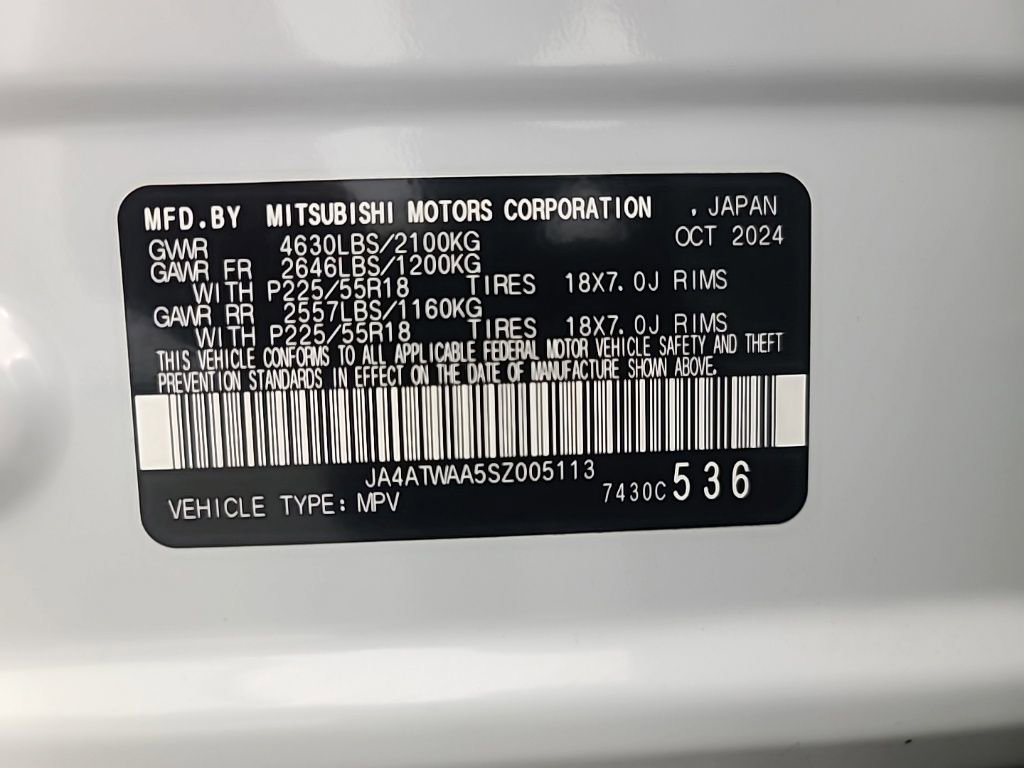 MFD.BY MITSUBISHI MOTORS CORPORATION , JAPAN
GVWR 4630LBS/2100KG OCT 2024
GAWR FR 2646LBS/1200KG
WITH P225/55R18 TIRES 18X7.0J RIMS
GAWR RR 2557LBS/1160KG
WITH P225/55R18 TIRES 18X7.0J RIMS
THIS VEHICLE CONFORMS TO ALL APPLICABLE FEDERAL MOTOR VEHICLE SAFETY AND THEFT
PREVENTION STANDARDS IN EFFECT ON THE DATE OF MANUFACTURE SHOWN ABOVE.
JA4ATWAA5SZ005113
VEHICLE TYPE: MPV 7430C 536